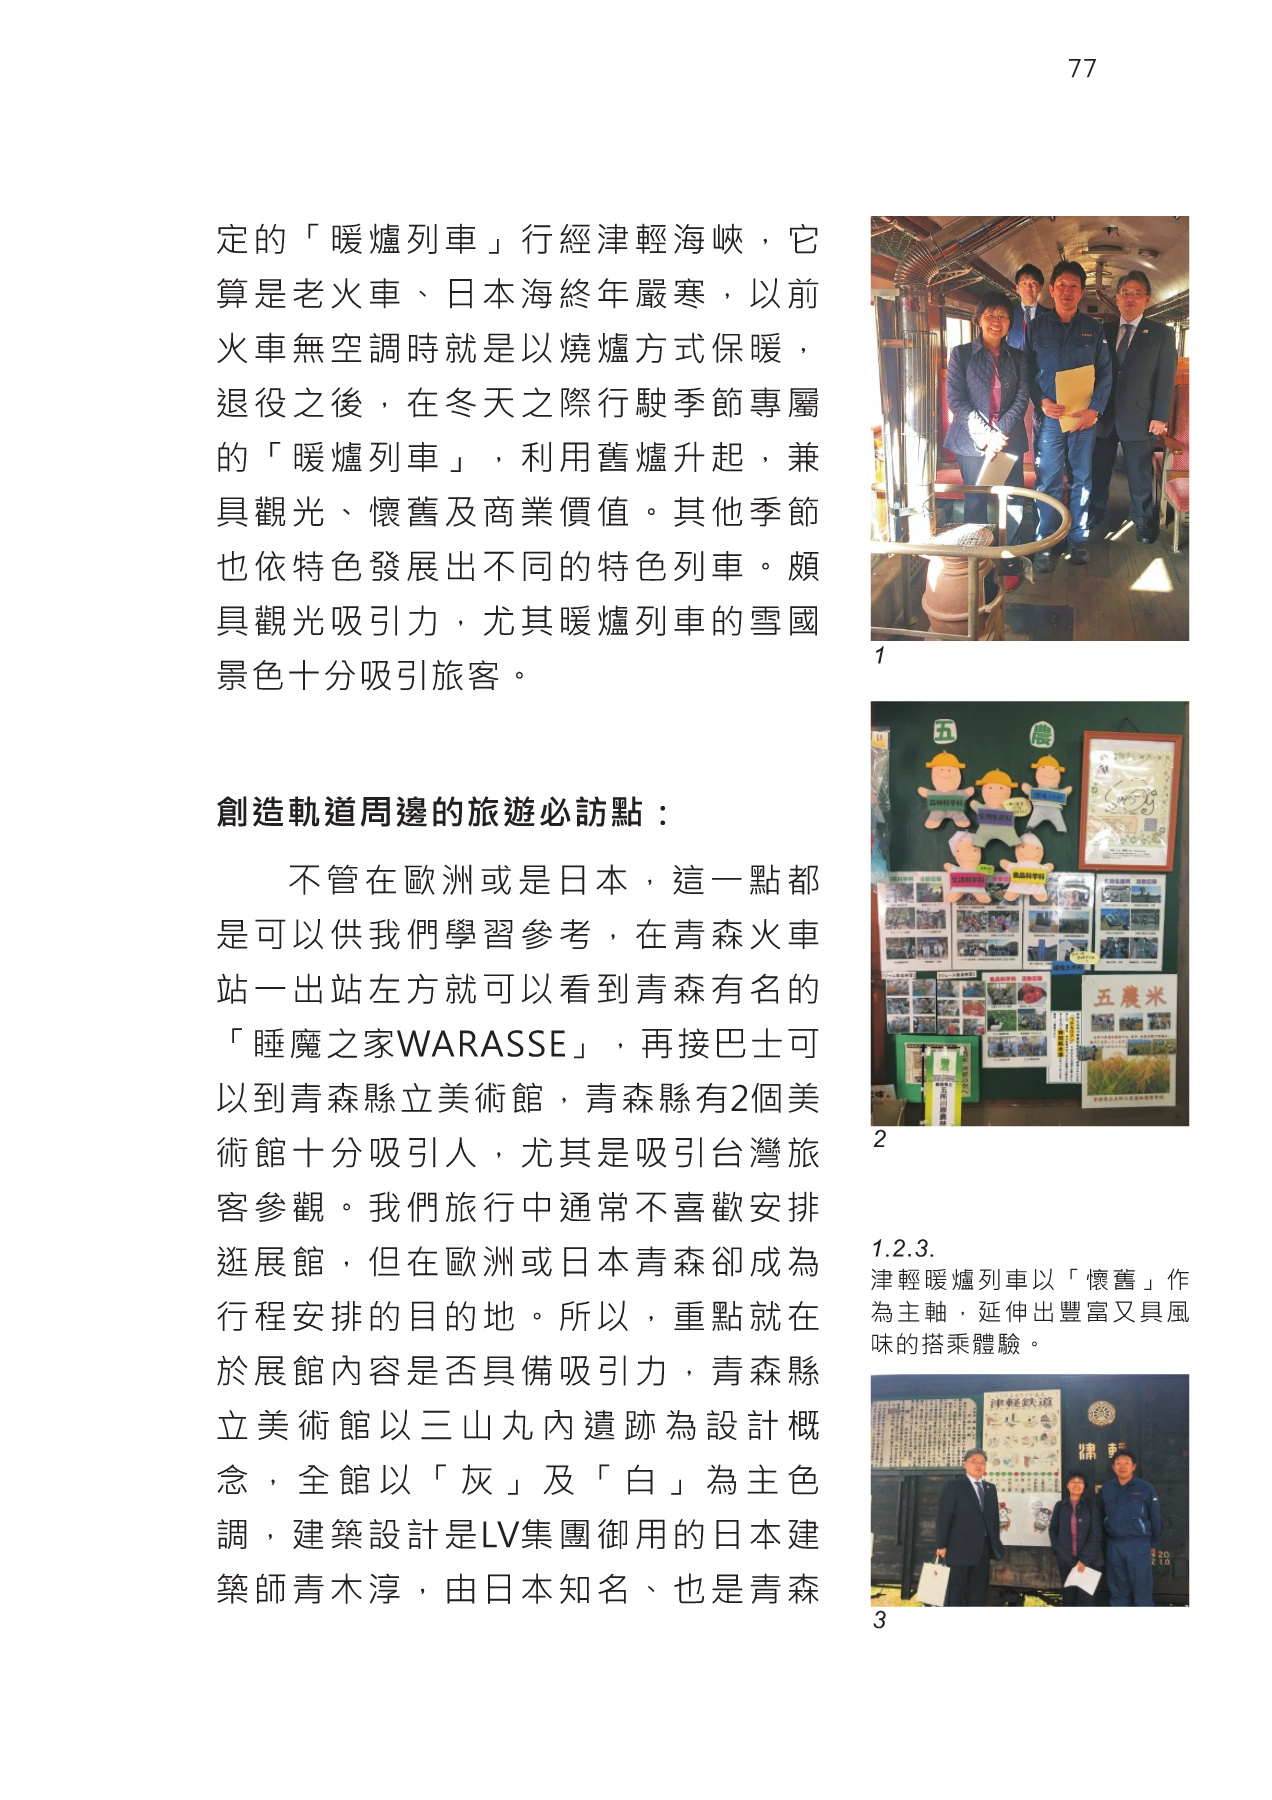 77
定的「暖爐列車」行經津輕海峽，它
算是老火車、日本海終年嚴寒，以前
火車無空調時就是以燒爐方式保暖，
退役之後，在冬天之際行駛季節專屬
的「暖爐列車」，利用舊爐升起，兼
具觀光、懷舊及商業價值。其他季節
也依特色發展出不同的特色列車。頗
具觀光吸引力，尤其暖爐列車的雪國
景色十分吸引旅客。
創造軌道周邊的旅遊必訪點：
不管在歐洲或是日本，這一點都
是可以供我們學習參考，在青森火車
站一出站左方就可以看到青森有名的
「睡魔之家WARASSE」，再接巴士可
以到青森縣立美術館，青森縣有2個美
術館十分吸引人，尤其是吸引台灣旅
客參觀。我們旅行中通常不喜歡安排
逛展館，但在歐洲或日本青森卻成為
行程安排的目的地。所以，重點就在
於展館內容是否具備吸引力，青森縣
立美術館以三山丸內遺跡為設計概
念，全館以「灰」及「白」為主色
調，建築設計是LV集團御用的日本建
築師青木淳，由日本知名、也是青森
1
五 農
森林科学科
生活科学科
食品科学科
五農米
2
1.2.3.
津輕暖爐列車以「懷舊」作
為主軸，延伸出豐富又具風
味的搭乘體驗。
津軽鉄道
津軽
3